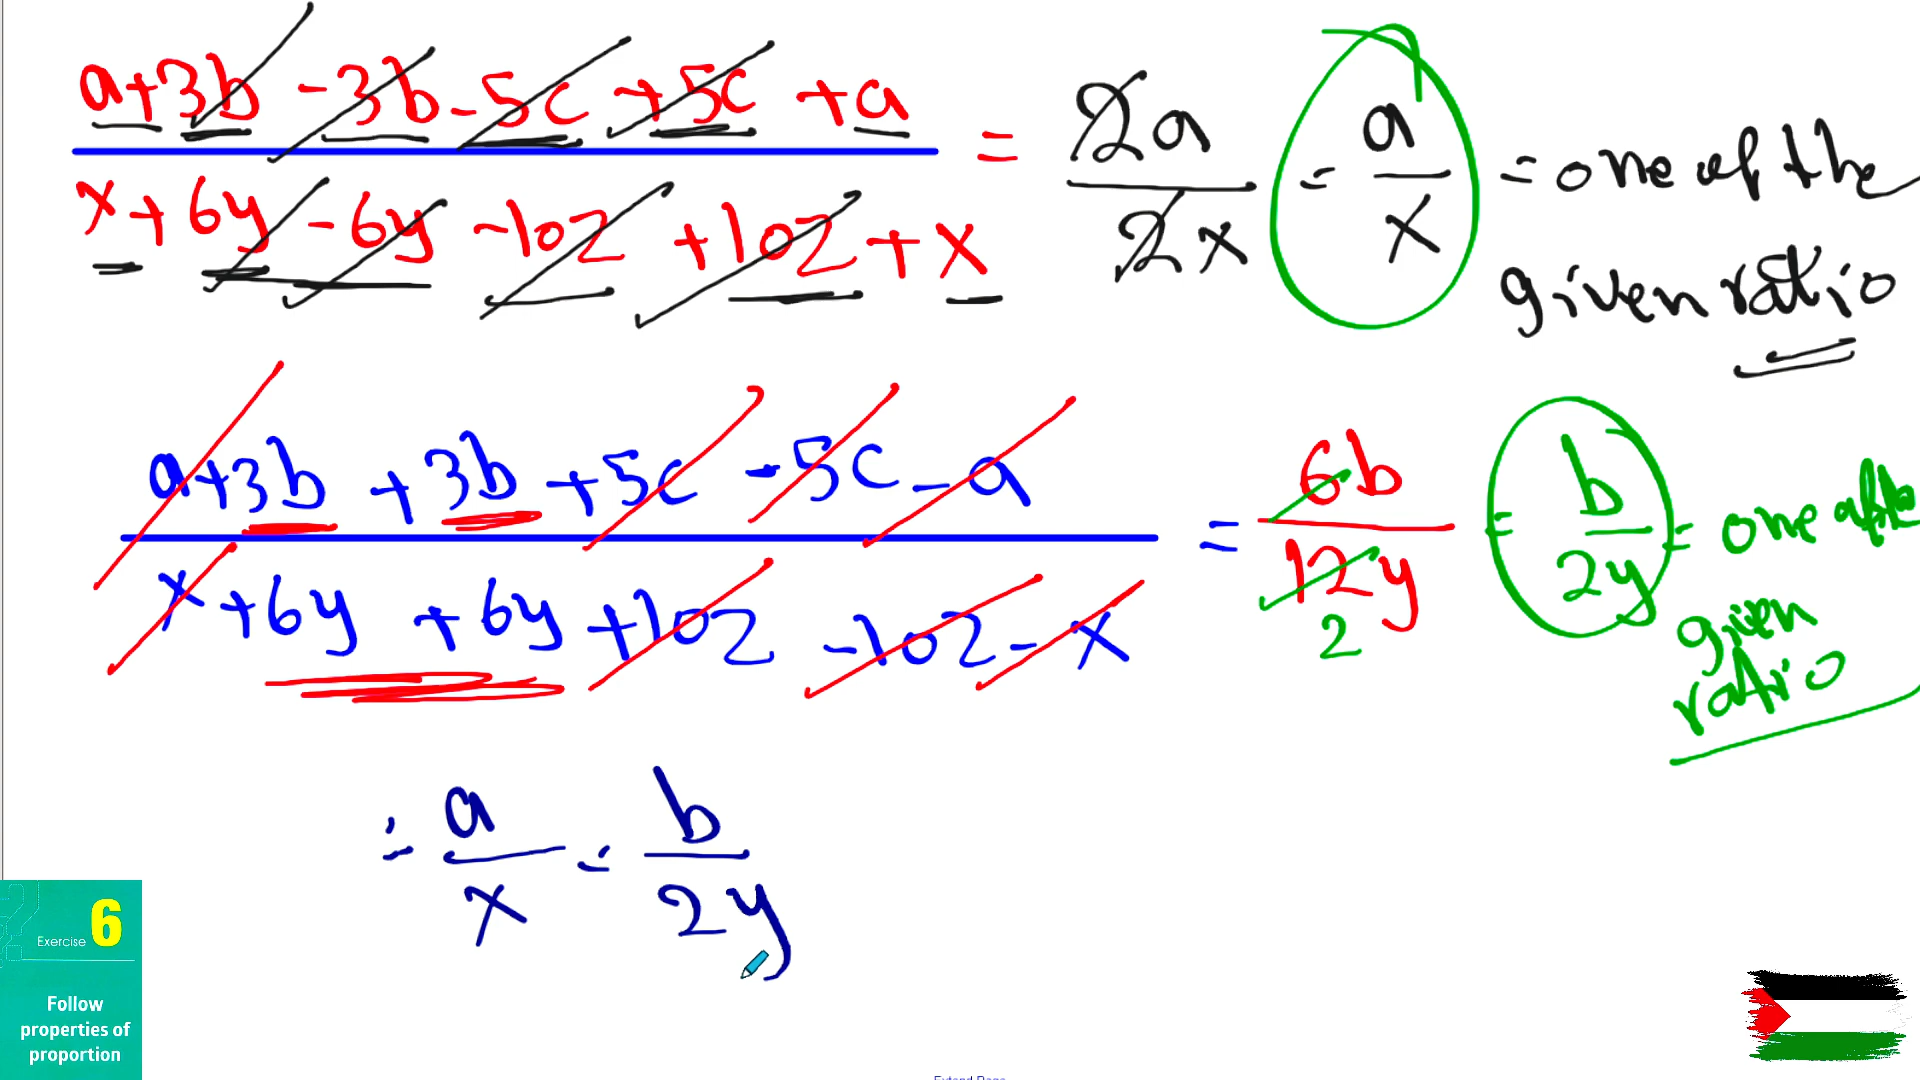 a+3b -3b -5c +5c +a
x+6y -6y -10z +10z +x
= 2a / 2x = a / x = one of the
given ratio
a+3b +3b +5c -5c -a
x+6y +6y +10z -10z -x
= 6b / 12y = b / 2y = one of the
2
given
ratio
= a / x = b / 2y
Exercise 6
Follow
properties of
proportion